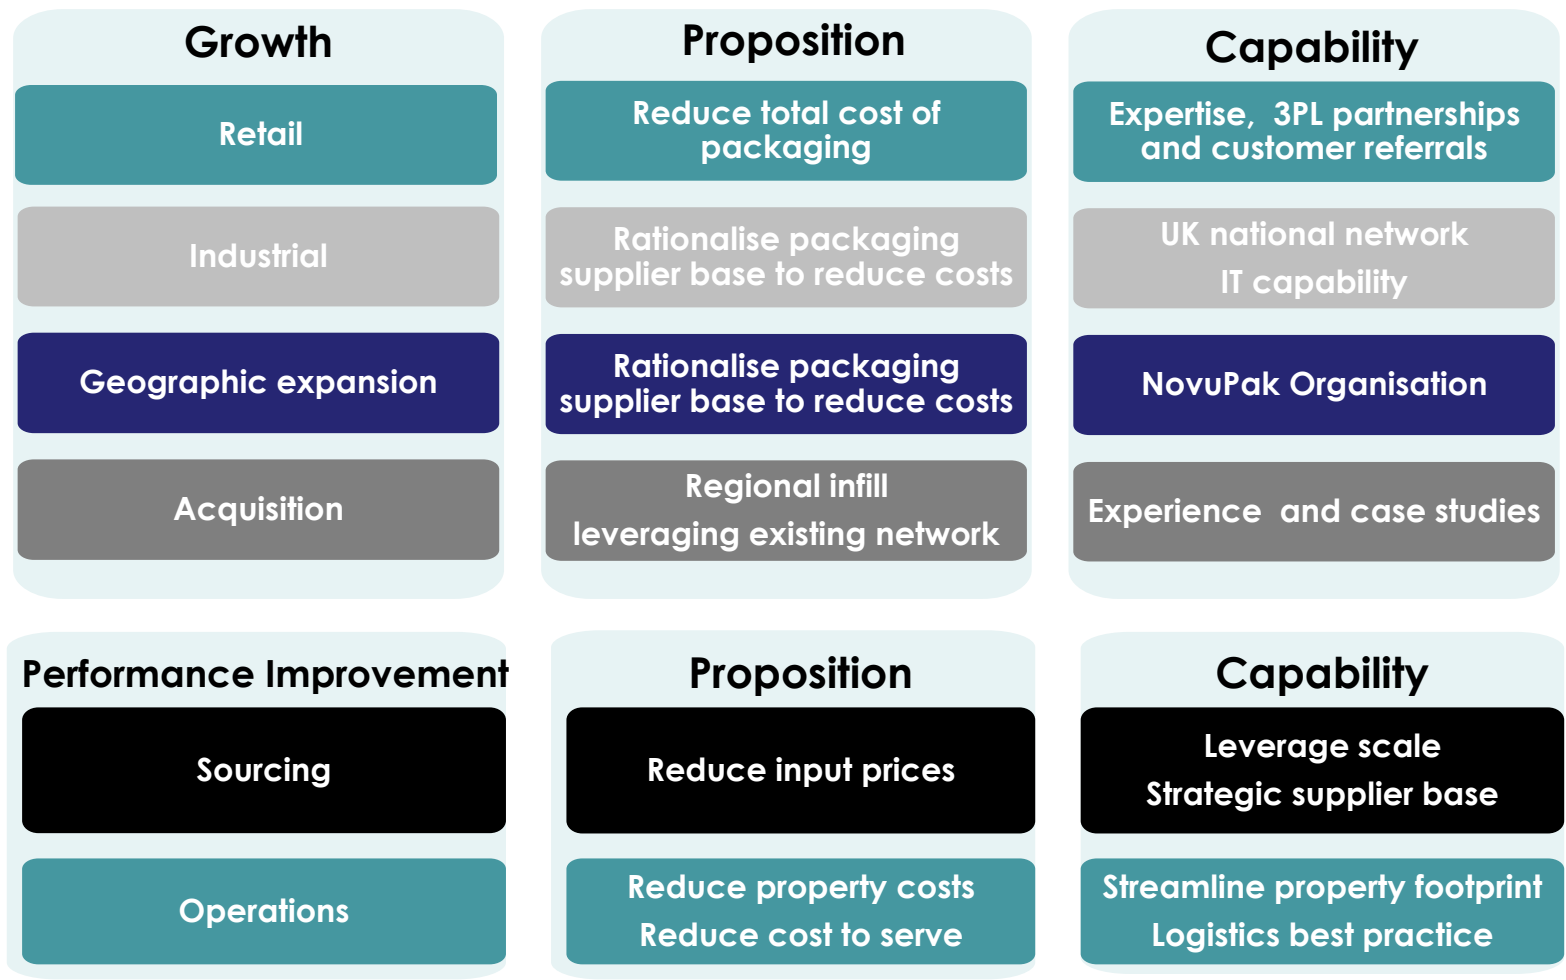 Growth
Retail
Industrial
Geographic expansion
Acquisition
Proposition
Reduce total cost of
packaging
Rationalise packaging
supplier base to reduce costs
Rationalise packaging
supplier base to reduce costs
Regional infill
leveraging existing network
Capability
Expertise,  3PL partnerships
and customer referrals
UK national network
IT capability
NovuPak Organisation
Experience  and case studies
Performance Improvement
Sourcing
Operations
Proposition
Reduce input prices
Reduce property costs
Reduce cost to serve
Capability
Leverage scale
Strategic supplier base
Streamline property footprint
Logistics best practice